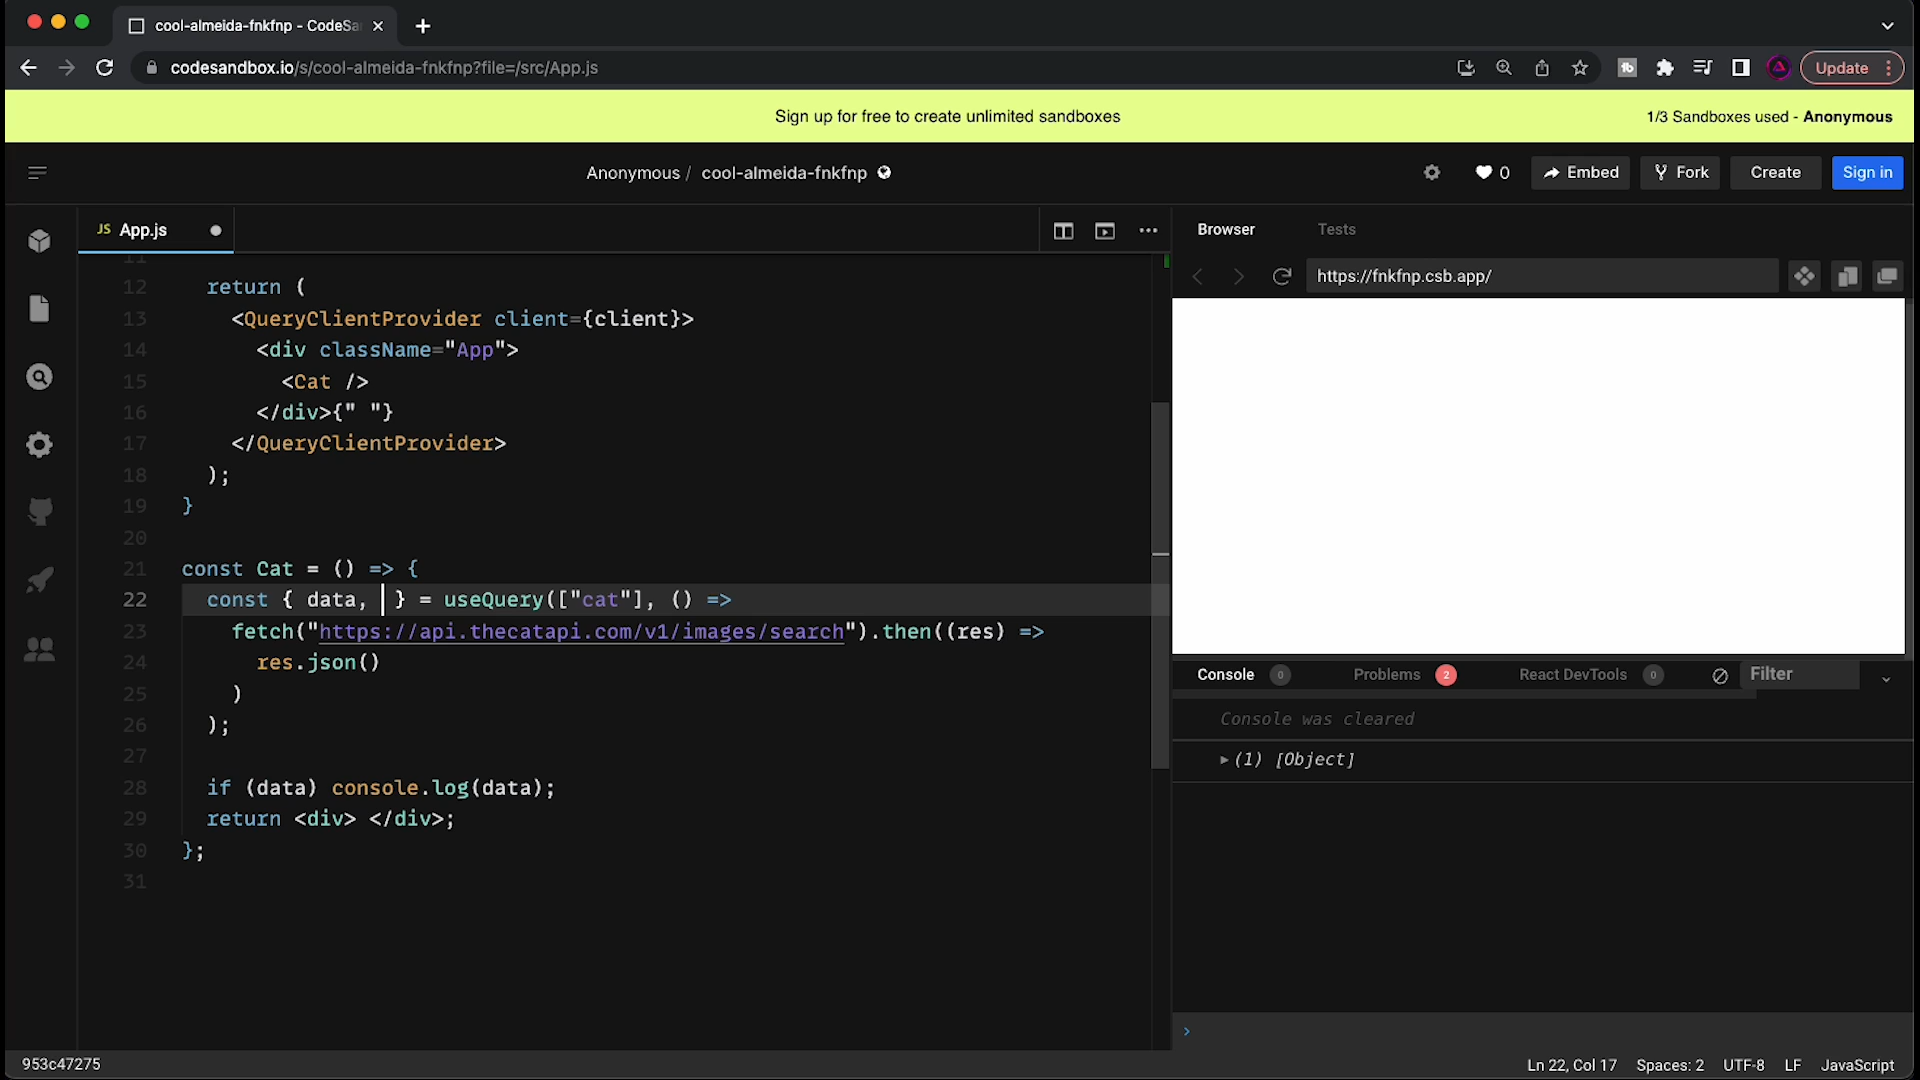 cool-almeida-fnkfnp - CodeSa
codesandbox.io/s/cool-almeida-fnkfnp?file=/src/App.js
Update
Sign up for free to create unlimited sandboxes
1/3 Sandboxes used - Anonymous
Anonymous / cool-almeida-fnkfnp
0
Embed
Fork
Create
Sign in
JS App.js
Browser
Tests
https://fnkfnp.csb.app/
11
12 return (
13 <QueryClientProvider client={client}>
14 <div className="App">
15 <Cat />
16 </div>{" "}
17 </QueryClientProvider>
18 );
19 }
20
21 const Cat = () => {
22 const { data, } = useQuery(["cat"], () =>
23 fetch("https://api.thecatapi.com/v1/images/search").then((res) =>
24 res.json()
25 )
26 );
27
28 if (data) console.log(data);
29 return <div> </div>;
30 };
31
Console 0
Problems 2
React DevTools 0
Filter
Console was cleared
▸ (1) [Object]
›
953c47275
Ln 22, Col 17
Spaces: 2
UTF-8
LF
JavaScript